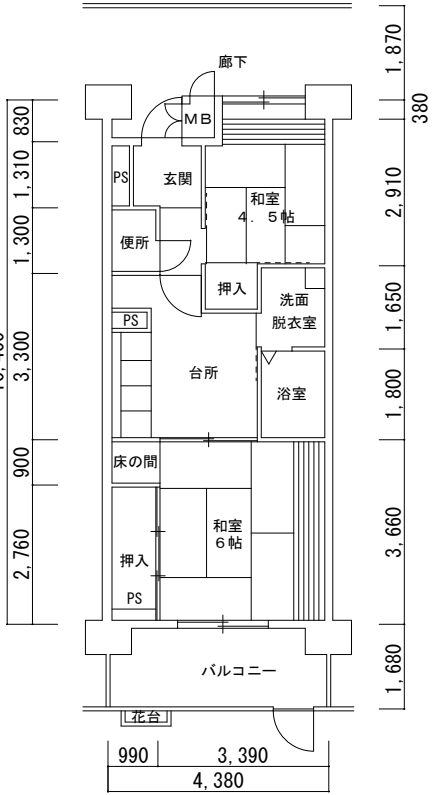 廊下
1,870
380
MB
830
PS
玄関
1,310
和室
4.5帖
2,910
便所
1,300
押入
洗面
脱衣室
1,650
PS
3,300
台所
浴室
1,800
床の間
900
和室
6帖
3,660
押入
2,760
PS
バルコニー
1,680
花台
990
3,390
4,380